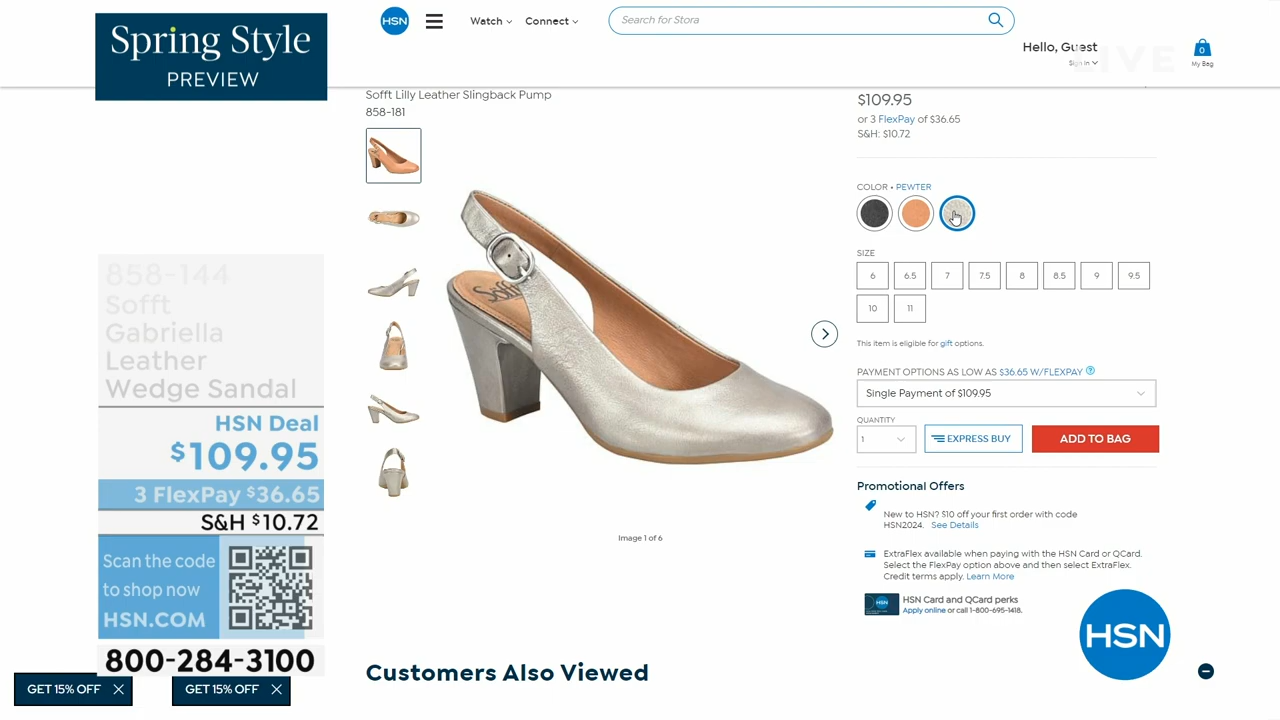 Spring Style
PREVIEW
HSN
Watch
Connect
Search for Stora
Hello, Guest
Sign In
LIVE
0
My Bag
Sofft Lilly Leather Slingback Pump
858-181
$109.95
or 3 FlexPay of $36.65
S&H: $10.72
COLOR • PEWTER
SIZE
6 6.5 7 7.5 8 8.5 9 9.5
10 11
This item is eligible for gift options.
PAYMENT OPTIONS AS LOW AS $36.65 W/FLEXPAY ?
Single Payment of $109.95
QUANTITY
1
EXPRESS BUY
ADD TO BAG
Promotional Offers
New to HSN? $10 off your first order with code
HSN2024. See Details
ExtraFlex available when paying with the HSN Card or QCard.
Select the FlexPay option above and then select ExtraFlex.
Credit terms apply. Learn More
HSN Card and QCard perks
Apply online or call 1-800-695-1418.
HSN
Image 1 of 6
Söfft
858-144
Sofft
Gabriella
Leather
Wedge Sandal
HSN Deal
$109.95
3 FlexPay $36.65
S&H $10.72
Scan the code
to shop now
HSN.COM
800-284-3100
GET 15% OFF
GET 15% OFF
Customers Also Viewed
HSN